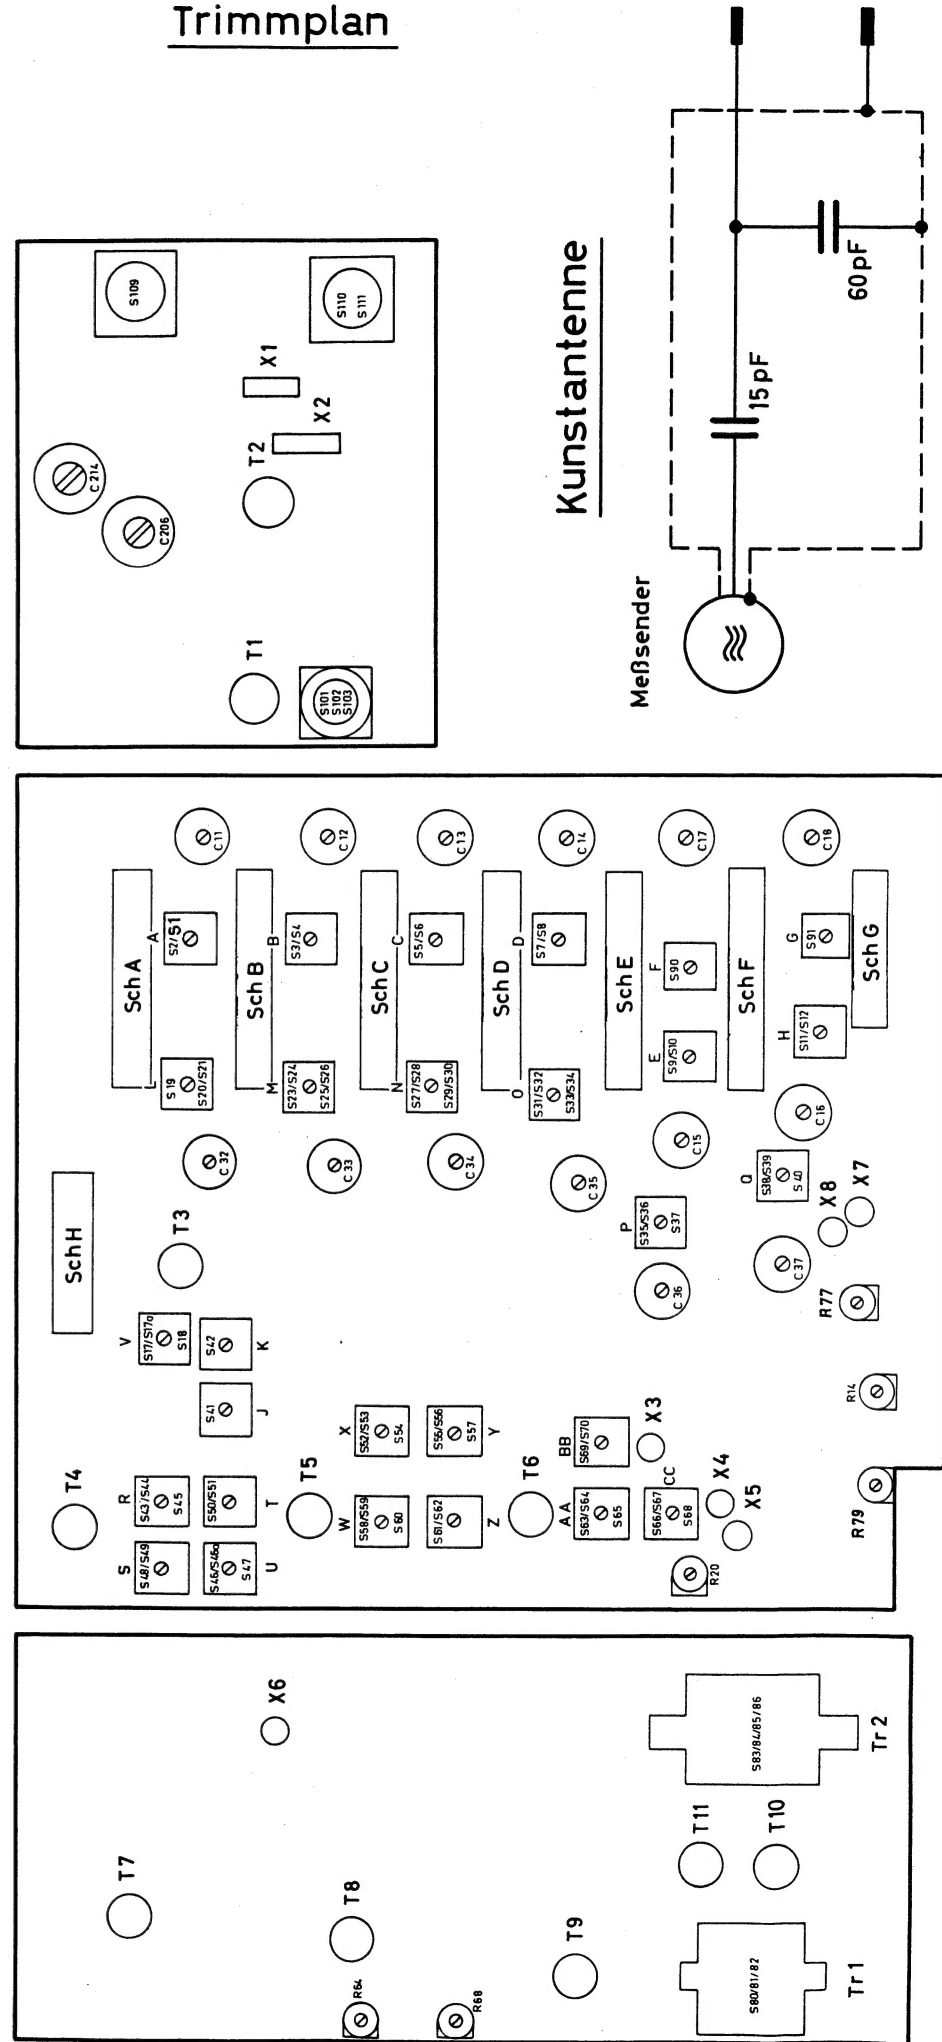 Trimmplan
S109
S110
S111
X1
X2
T2
C214
C206
T1
S101
S102
S103
Kunstantenne
15pF
60pF
Meßsender
C11
C12
C13
C14
C17
C18
Sch A
A
S2/S1
Sch B
B
S3/S4
Sch C
C
S5/S6
Sch D
D
S7/S8
Sch E
F
S90
Sch F
G
S91
Sch G
L
S19
S20/S21
M
S23/S24
S25/S26
N
S27/S28
S29/S30
O
S31/S32
S33/S34
E
S9/S10
H
S11/S12
C32
C33
C34
C35
C15
C16
Sch H
T3
P
S35/S36
S37
Q
S38/S39
S40
X8
X7
C36
C37
R77
V
S17/S17a
S18
S42
K
S41
J
R14
X
S52/S53
S54
S55/S56
S57
Y
BB
S69/S70
X3
T4
R
S43/S44
S45
S50/S51
T
T5
W
S58/S59
S60
S61/S62
Z
T6
AA
S63/S64
S65
CC
S66/S67
S68
X4
X5
R79
S
S48/S49
S46/S46a
S47
U
R20
X6
S83/84/85/86
Tr2
T7
T8
T11
T10
R64
R68
T9
S80/81/82
Tr1